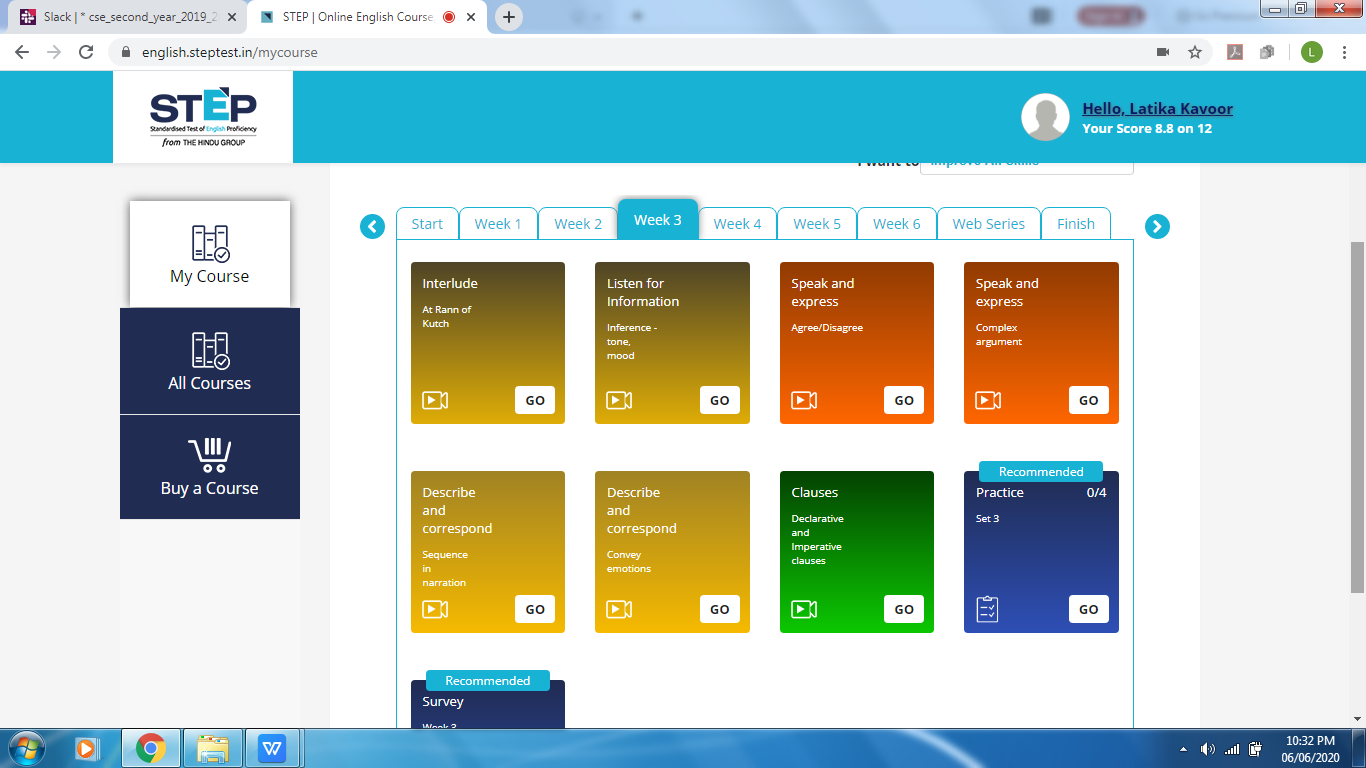 Slack | * cse_second_year_2019_2
STEP | Online English Course
english.steptest.in/mycourse
L
STEP
Standardised Test of English Proficiency
from THE HINDU GROUP
Hello, Latika Kavoor
Your Score 8.8 on 12
I want to
Improve All Skills
My Course
All Courses
Buy a Course
Start
Week 1
Week 2
Week 3
Week 4
Week 5
Week 6
Web Series
Finish
Interlude
At Rann of
Kutch
GO
Listen for
Information
Inference -
tone,
mood
GO
Speak and
express
Agree/Disagree
GO
Speak and
express
Complex
argument
GO
Describe
and
correspond
Sequence
in
narration
GO
Describe
and
correspond
Convey
emotions
GO
Clauses
Declarative
and
Imperative
clauses
GO
Recommended
Practice 0/4
Set 3
GO
Recommended
Survey
Week 3
W
10:32 PM
06/06/2020